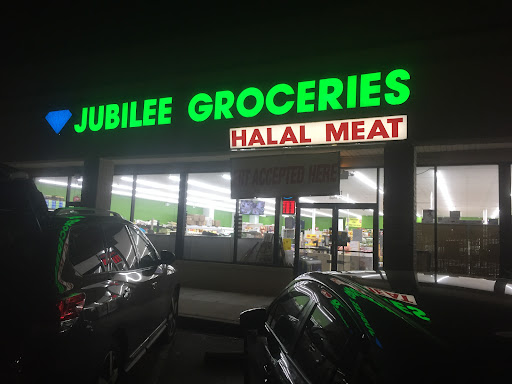 JUBILEE GROCERIES
HALAL MEAT
ACCEPTED HERE